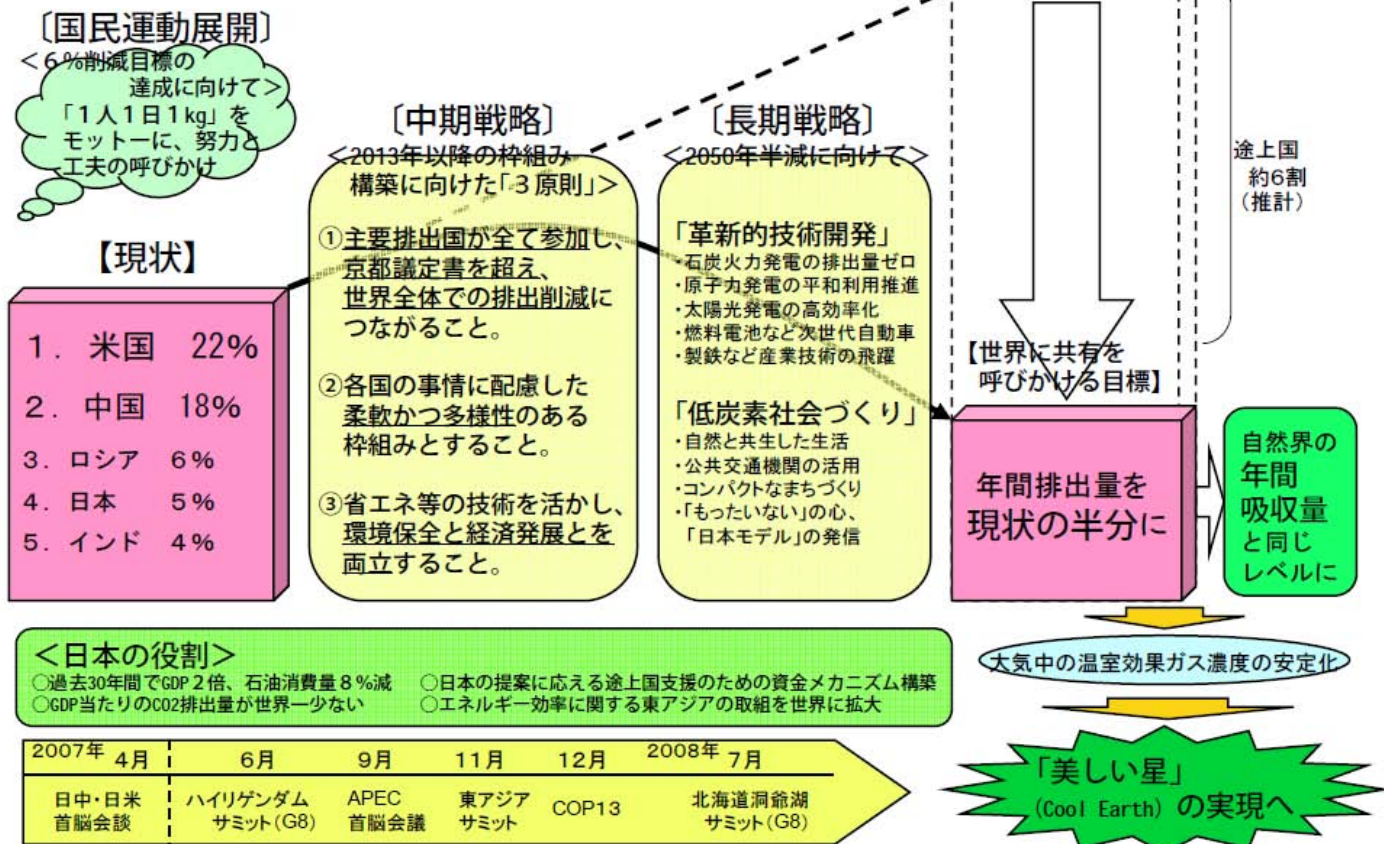 〔国民運動展開〕
＜６％削減目標の
達成に向けて＞
「１人１日１kg」を
モットーに、努力と
工夫の呼びかけ
【現状】
１．米国 22%
２．中国 18%
３．ロシア 6%
４．日本 5%
５．インド 4%
〔中期戦略〕
＜2013年以降の枠組み
構築に向けた「３原則」＞
①主要排出国が全て参加し、
京都議定書を超え、
世界全体での排出削減に
つながること。
②各国の事情に配慮した
柔軟かつ多様性のある
枠組みとすること。
③省エネ等の技術を活かし、
環境保全と経済発展とを
両立すること。
〔長期戦略〕
＜2050年半減に向けて＞
「革新的技術開発」
・石炭火力発電の排出量ゼロ
・原子力発電の平和利用推進
・太陽光発電の高効率化
・燃料電池など次世代自動車
・製鉄など産業技術の飛躍
「低炭素社会づくり」
・自然と共生した生活
・公共交通機関の活用
・コンパクトなまちづくり
・「もったいない」の心、
「日本モデル」の発信
途上国
約6割
（推計）
【世界に共有を
呼びかける目標】
年間排出量を
現状の半分に
自然界の
年間
吸収量
と同じ
レベルに
大気中の温室効果ガス濃度の安定化
「美しい星」
(Cool Earth) の実現へ
＜日本の役割＞
○過去30年間でGDP２倍、石油消費量８％減 ○日本の提案に応える途上国支援のための資金メカニズム構築
○GDP当たりのCO2排出量が世界一少ない ○エネルギー効率に関する東アジアの取組を世界に拡大
2007年 4月 6月 9月 11月 12月 2008年 7月
日中・日米 ハイリゲンダム APEC 東アジア COP13 北海道洞爺湖
首脳会談 サミット(G8) 首脳会議 サミット サミット(G8)